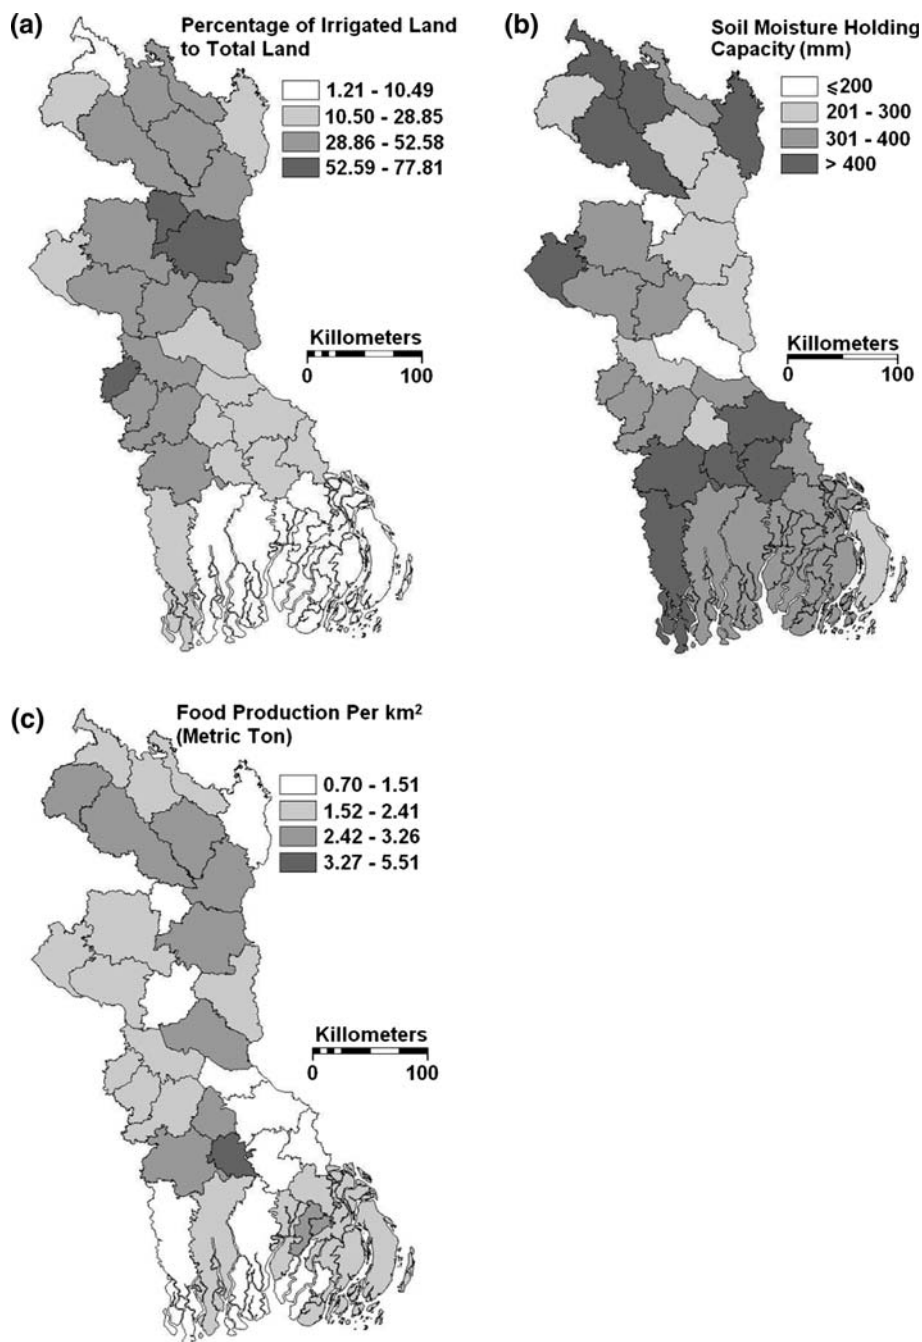 (a)
Percentage of Irrigated Land
to Total Land
1.21 - 10.49
10.50 - 28.85
28.86 - 52.58
52.59 - 77.81
Killometers
0 100
(b)
Soil Moisture Holding
Capacity (mm)
⩽200
201 - 300
301 - 400
> 400
Killometers
0 100
(c)
Food Production Per km²
(Metric Ton)
0.70 - 1.51
1.52 - 2.41
2.42 - 3.26
3.27 - 5.51
Killometers
0 100